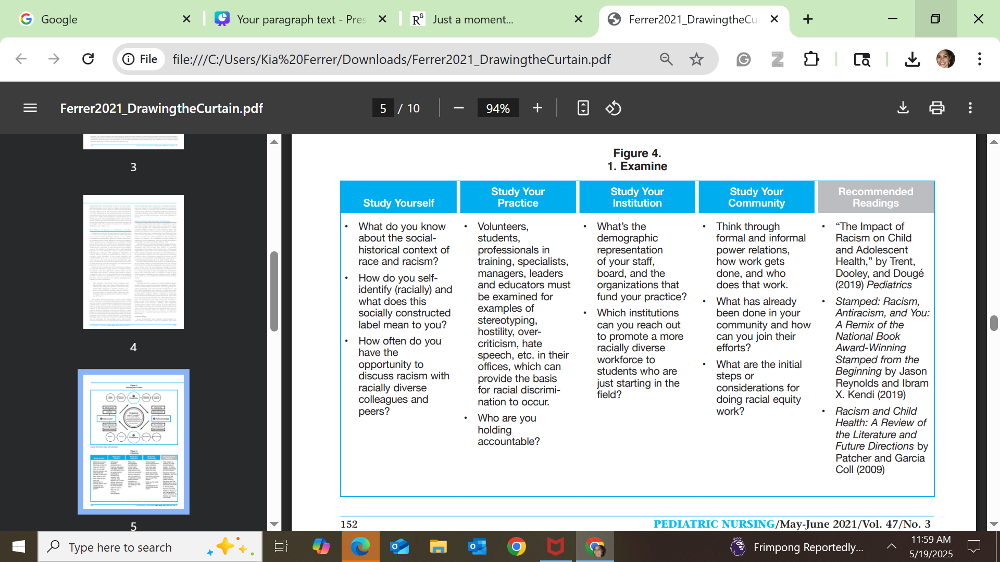 Google
Your paragraph text - Pres
Just a moment...
Ferrer2021_DrawingtheCu
File
file:///C:/Users/Kia%20Ferrer/Downloads/Ferrer2021_DrawingtheCurtain.pdf
Ferrer2021_DrawingtheCurtain.pdf
5 / 10
94%
3
4
5
Figure 4.
1. Examine
Study Yourself
What do you know
about the social-
historical context of
race and racism?
How do you self-
identify (racially) and
what does this
socially constructed
label mean to you?
How often do you
have the
opportunity to
discuss racism with
racially diverse
colleagues and
peers?
Study Your
Practice
Volunteers,
students,
professionals in
training, specialists,
managers, leaders
and educators must
be examined for
examples of
stereotyping,
hostility, over-
criticism, hate
speech, etc. in their
offices, which can
provide the basis
for racial discrimi-
nation to occur.
Who are you
holding
accountable?
Study Your
Institution
What's the
demographic
representation
of your staff,
board, and the
organizations that
fund your practice?
Which institutions
can you reach out
to promote a more
racially diverse
workforce to
students who are
just starting in the
field?
Study Your
Community
Think through
formal and informal
power relations,
how work gets
done, and who
does that work.
What has already
been done in your
community and how
can you join their
efforts?
What are the initial
steps or
considerations for
doing racial equity
work?
Recommended
Readings
“The Impact of
Racism on Child
and Adolescent
Health,” by Trent,
Dooley, and Dougé
(2019) Pediatrics
Stamped: Racism,
Antiracism, and You:
A Remix of the
National Book
Award-Winning
Stamped from the
Beginning by Jason
Reynolds and Ibram
X. Kendi (2019)
Racism and Child
Health: A Review of
the Literature and
Future Directions by
Patcher and Garcia
Coll (2009)
152
PEDIATRIC NURSING/May-June 2021/Vol. 47/No. 3
Type here to search
Frimpong Reportedly...
11:59 AM
5/19/2025